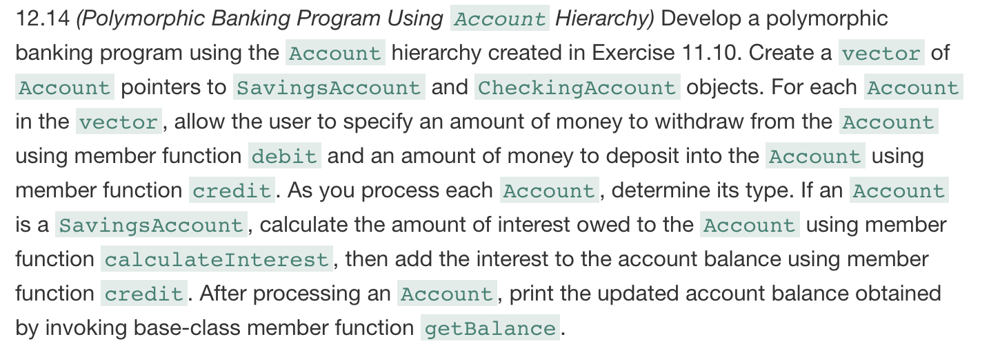 12.14 (Polymorphic Banking Program Using Account Hierarchy) Develop a polymorphic
banking program using the Account hierarchy created in Exercise 11.10. Create a vector of
Account pointers to SavingsAccount and CheckingAccount objects. For each Account
in the vector, allow the user to specify an amount of money to withdraw from the Account
using member function debit and an amount of money to deposit into the Account using
member function credit. As you process each Account, determine its type. If an Account
is a SavingsAccount, calculate the amount of interest owed to the Account using member
function calculateInterest, then add the interest to the account balance using member
function credit. After processing an Account, print the updated account balance obtained
by invoking base-class member function getBalance.